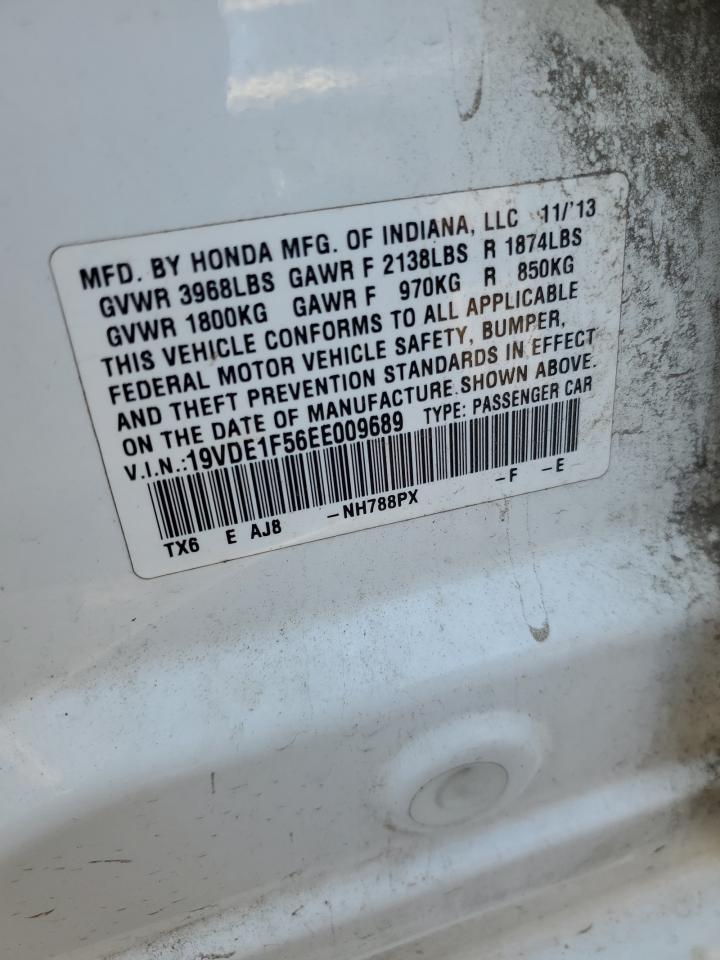 MFD. BY HONDA MFG. OF INDIANA, LLC 11/'13
GVWR 3968LBS GAWR F 2138LBS R 1874LBS
GVWR 1800KG GAWR F 970KG R 850KG
THIS VEHICLE CONFORMS TO ALL APPLICABLE
FEDERAL MOTOR VEHICLE SAFETY, BUMPER,
AND THEFT PREVENTION STANDARDS IN EFFECT
ON THE DATE OF MANUFACTURE SHOWN ABOVE.
V.I.N.:19VDE1F56EE009689 TYPE: PASSENGER CAR
TX6 E AJ8 -NH788PX -F -E